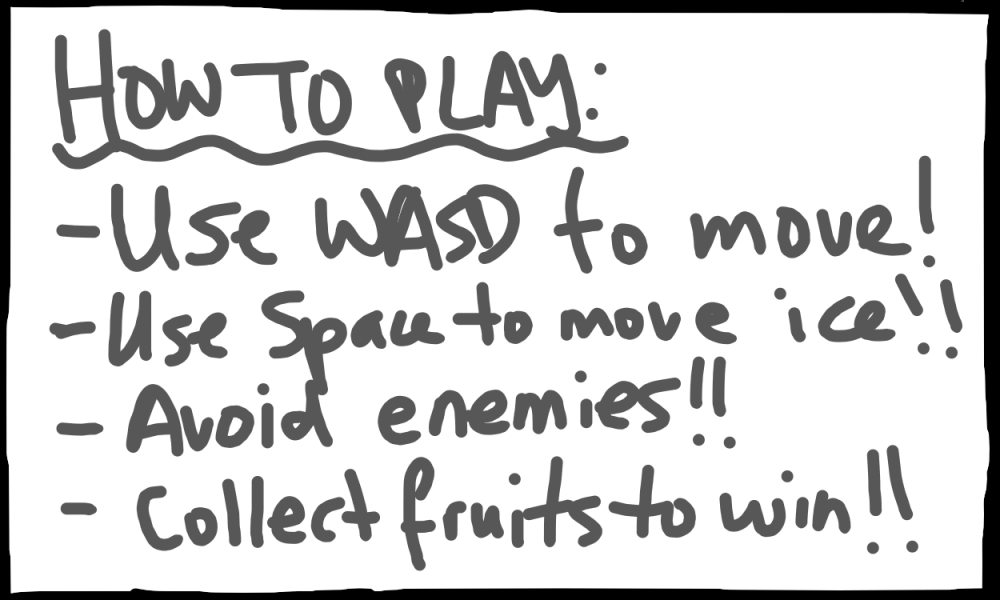 HOW TO PLAY:
- Use WASD to move!
- Use Space to move ice!!
- Avoid enemies!!
- Collect fruits to win!!